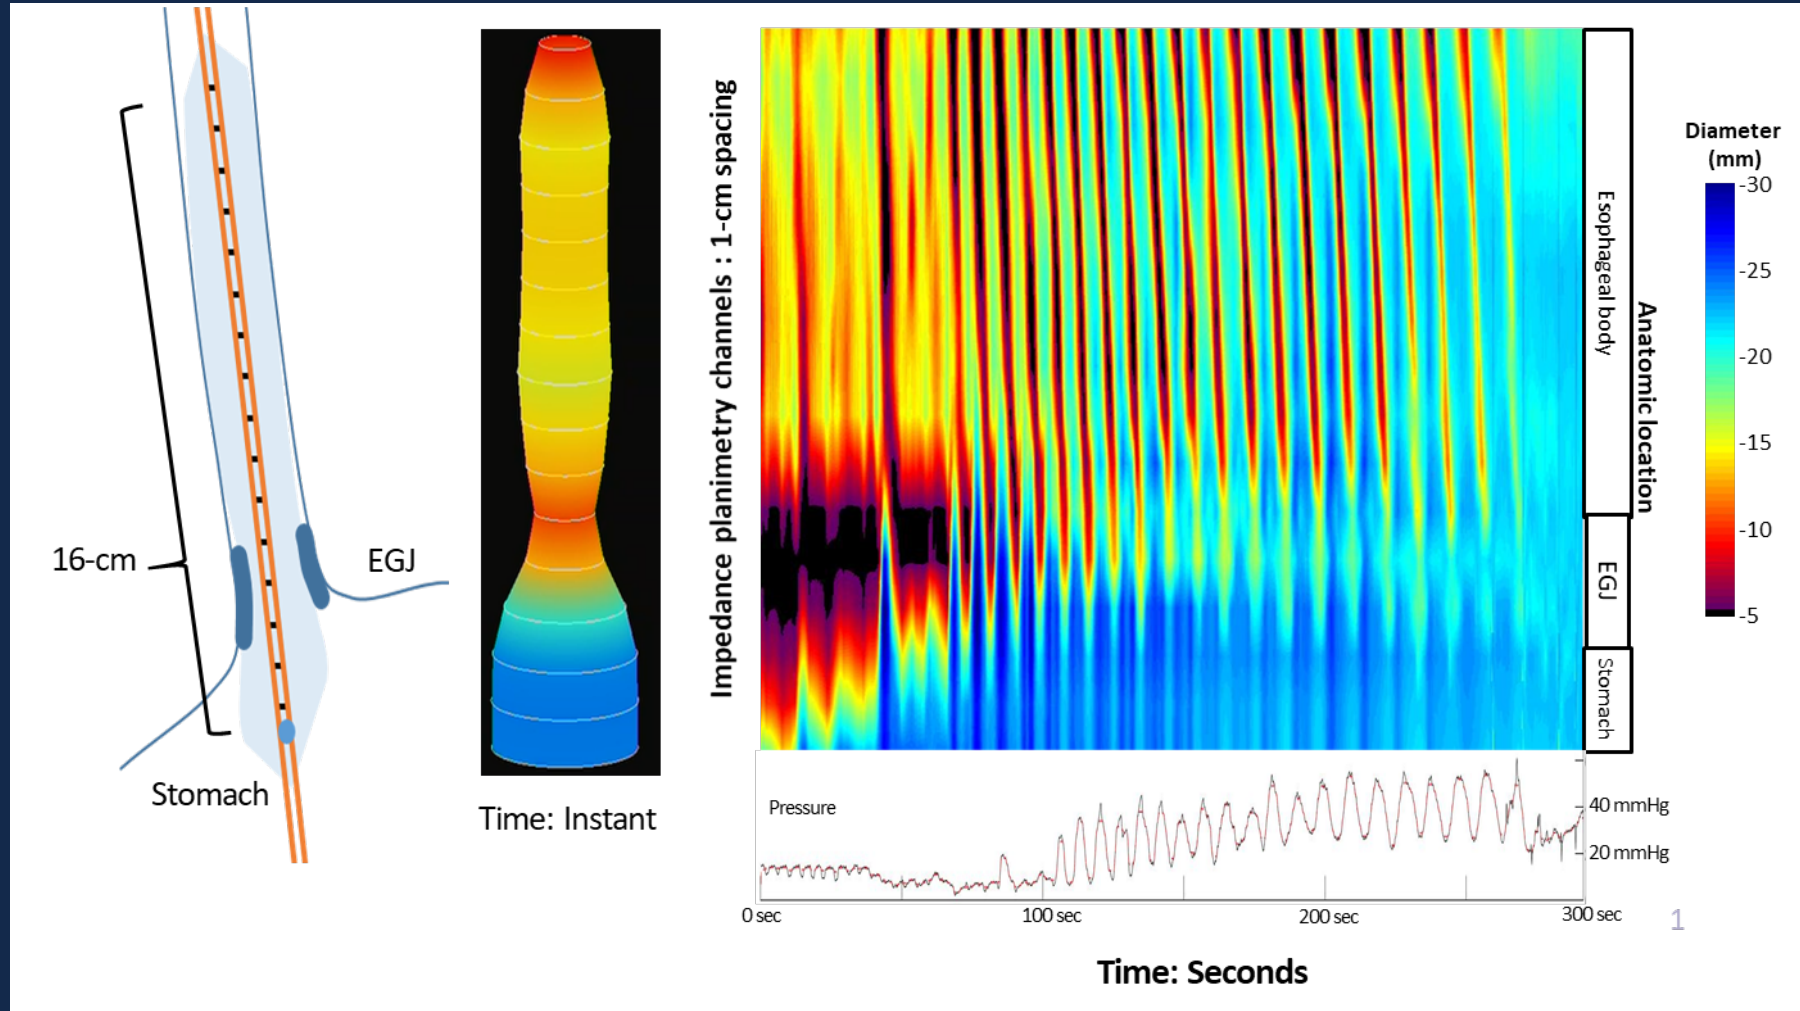 16-cm
EGJ
Stomach
Time: Instant
Impedance planimetry channels : 1-cm spacing
Esophageal body
EGJ
Stomach
Anatomic location
Diameter
(mm)
-30
-25
-20
-15
-10
-5
Pressure
40 mmHg
20 mmHg
0 sec
100 sec
200 sec
300 sec
1
Time: Seconds